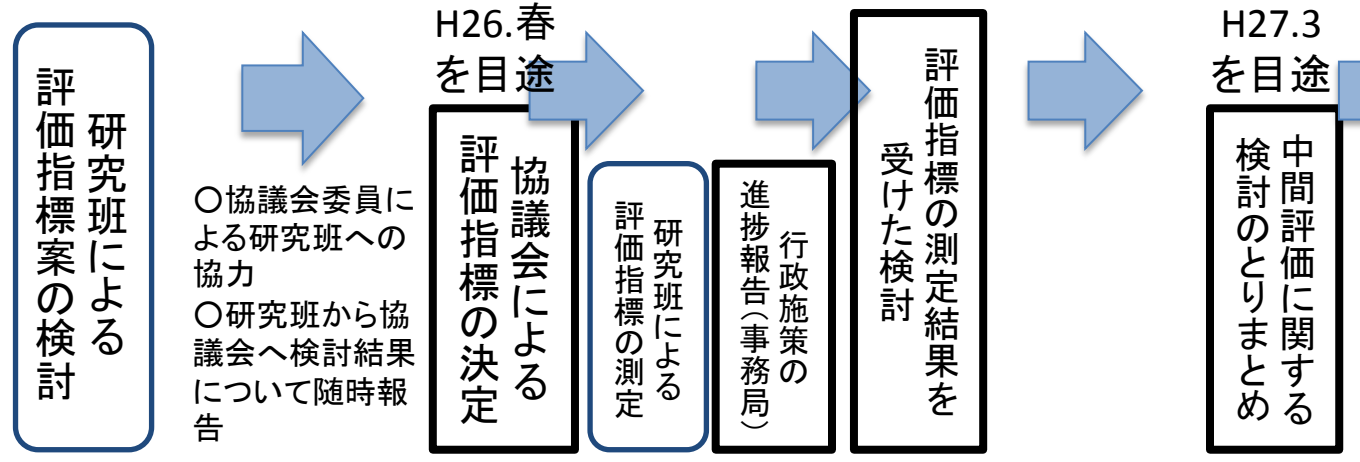 研究班による
評価指標案の検討
〇協議会委員に
よる研究班への
協力
〇研究班から協
議会へ検討結果
について随時報
告
H26.春
を目途
協議会による
評価指標の決定
研究班による
評価指標の測定
行政施策の
進捗報告（事務局）
評価指標の測定結果を
受けた検討
H27.3
を目途
中間評価に関する
検討のとりまとめ